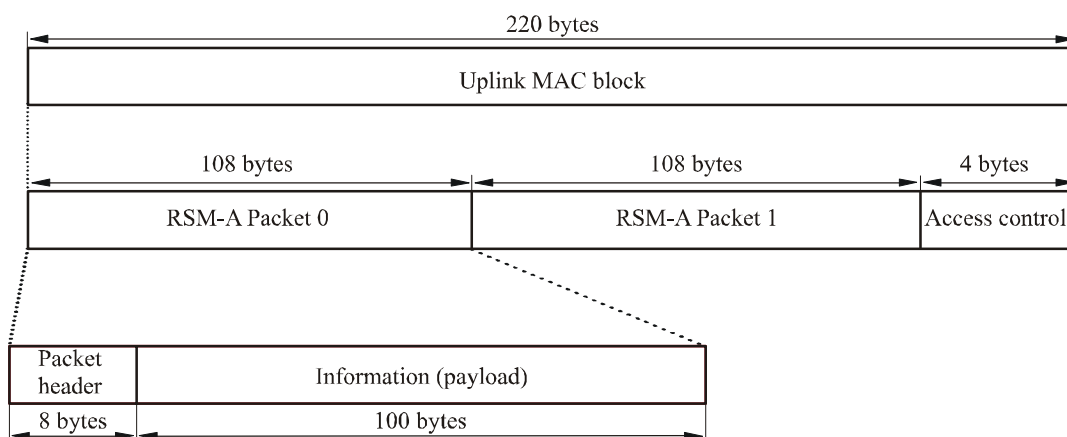 220 bytes
Uplink MAC block
108 bytes
108 bytes
4 bytes
RSM-A Packet 0
RSM-A Packet 1
Access control
Packet
header
Information (payload)
8 bytes
100 bytes